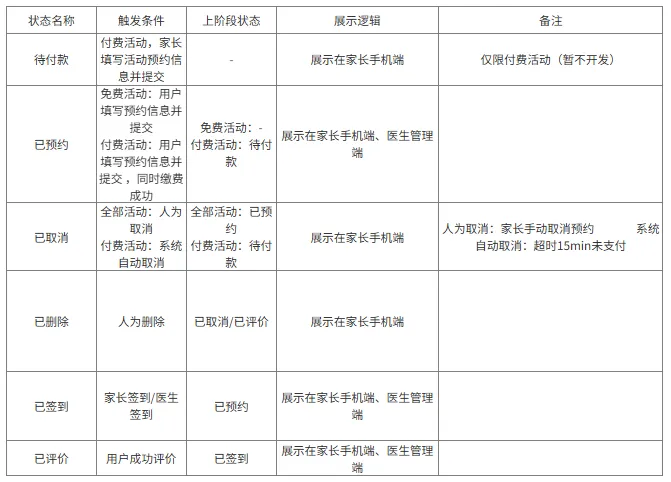 状态名称 触发条件 上阶段状态 展示逻辑 备注
待付款 付费活动，家长填写活动预约信息并提交 - 展示在家长手机端 仅限付费活动（暂不开发）
已预约 免费活动：用户填写预约信息并提交 付费活动：用户填写预约信息并提交 ，同时缴费成功 免费活动：- 付费活动：待付款 展示在家长手机端、医生管理端
已取消 全部活动：人为取消 付费活动：系统自动取消 全部活动：已预约 付费活动：待付款 展示在家长手机端 人为取消：家长手动取消预约 系统自动取消：超时15min未支付
已删除 人为删除 已取消/已评价 展示在家长手机端
已签到 家长签到/医生签到 已预约 展示在家长手机端、医生管理端
已评价 用户成功评价 已签到 展示在家长手机端、医生管理端